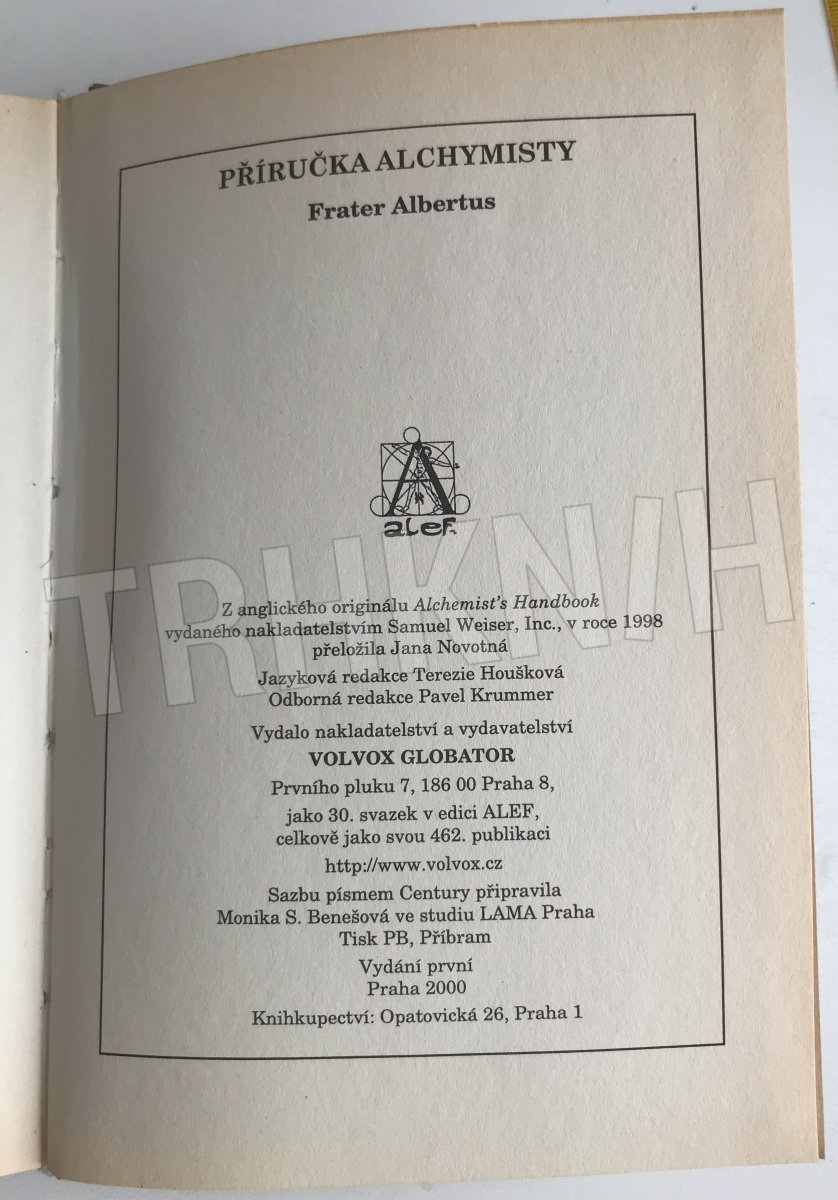 PŘÍRUČKA ALCHYMISTY
Frater Albertus
A
aLeF.
TRHKNIH
Z anglického originálu Alchemist's Handbook
vydaného nakladatelstvím Samuel Weiser, Inc., v roce 1998
přeložila Jana Novotná
Jazyková redakce Terezie Houšková
Odborná redakce Pavel Krummer
Vydalo nakladatelství a vydavatelství
VOLVOX GLOBATOR
Prvního pluku 7, 186 00 Praha 8,
jako 30. svazek v edici ALEF,
celkově jako svou 462. publikaci
http://www.volvox.cz
Sazbu písmem Century připravila
Monika S. Benešová ve studiu LAMA Praha
Tisk PB, Příbram
Vydání první
Praha 2000
Knihkupectví: Opatovická 26, Praha 1